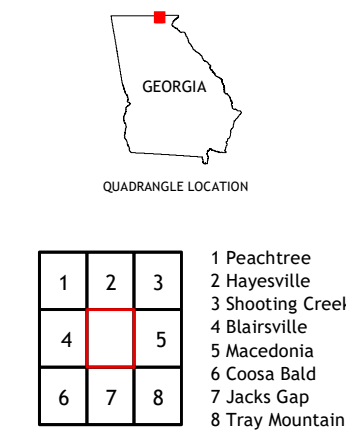 GEORGIA
QUADRANGLE LOCATION
1 2 3
4 5
6 7 8
1 Peachtree
2 Hayesville
3 Shooting Creek
4 Blairsville
5 Macedonia
6 Coosa Bald
7 Jacks Gap
8 Tray Mountain